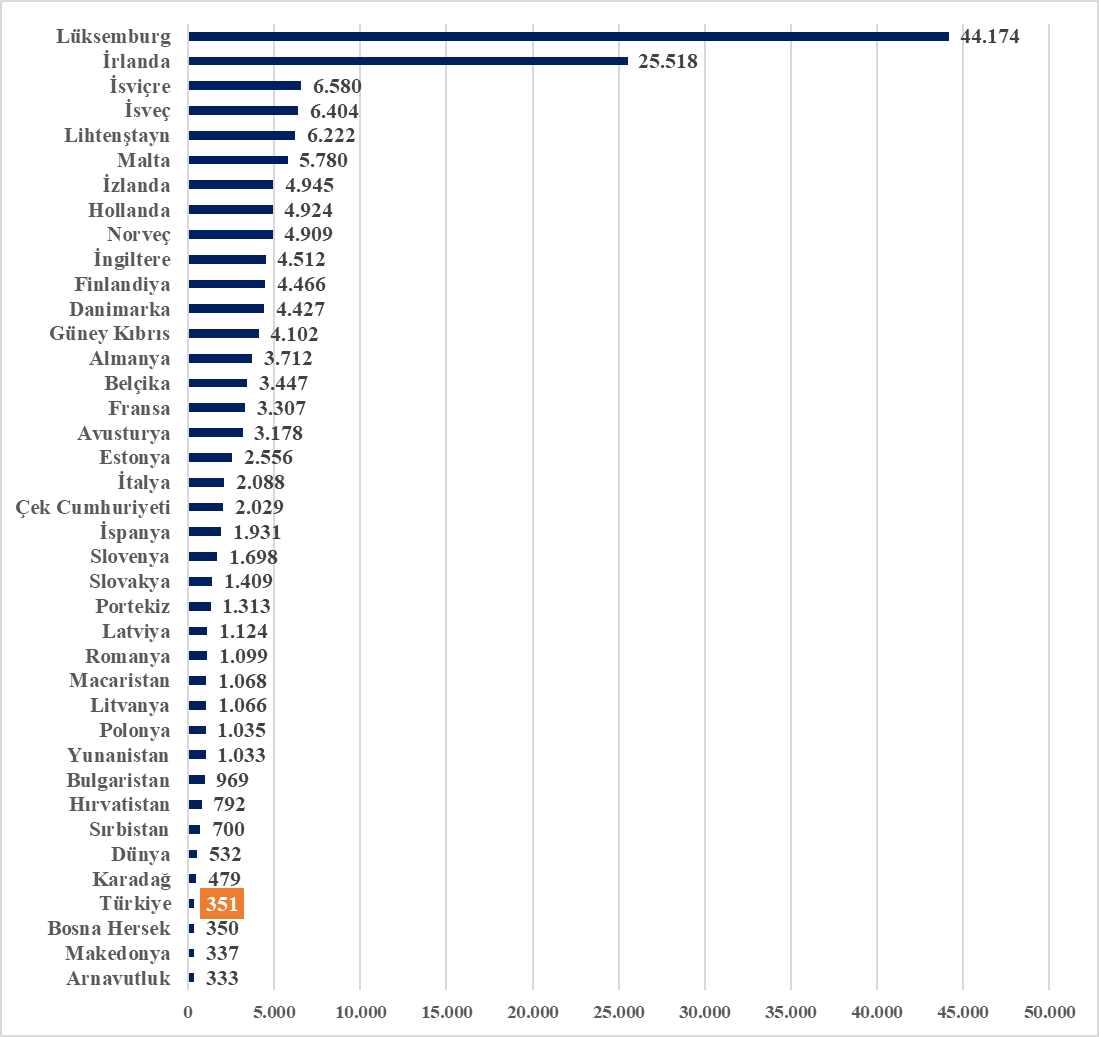 Lüksemburg 44.174
İrlanda 25.518
İsviçre 6.580
İsveç 6.404
Lihtenştayn 6.222
Malta 5.780
İzlanda 4.945
Hollanda 4.924
Norveç 4.909
İngiltere 4.512
Finlandiya 4.466
Danimarka 4.427
Güney Kıbrıs 4.102
Almanya 3.712
Belçika 3.447
Fransa 3.307
Avusturya 3.178
Estonya 2.556
İtalya 2.088
Çek Cumhuriyeti 2.029
İspanya 1.931
Slovenya 1.698
Slovakya 1.409
Portekiz 1.313
Latviya 1.124
Romanya 1.099
Macaristan 1.068
Litvanya 1.066
Polonya 1.035
Yunanistan 1.033
Bulgaristan 969
Hırvatistan 792
Sırbistan 700
Dünya 532
Karadağ 479
Türkiye 351
Bosna Hersek 350
Makedonya 337
Arnavutluk 333
0 5.000 10.000 15.000 20.000 25.000 30.000 35.000 40.000 45.000 50.000